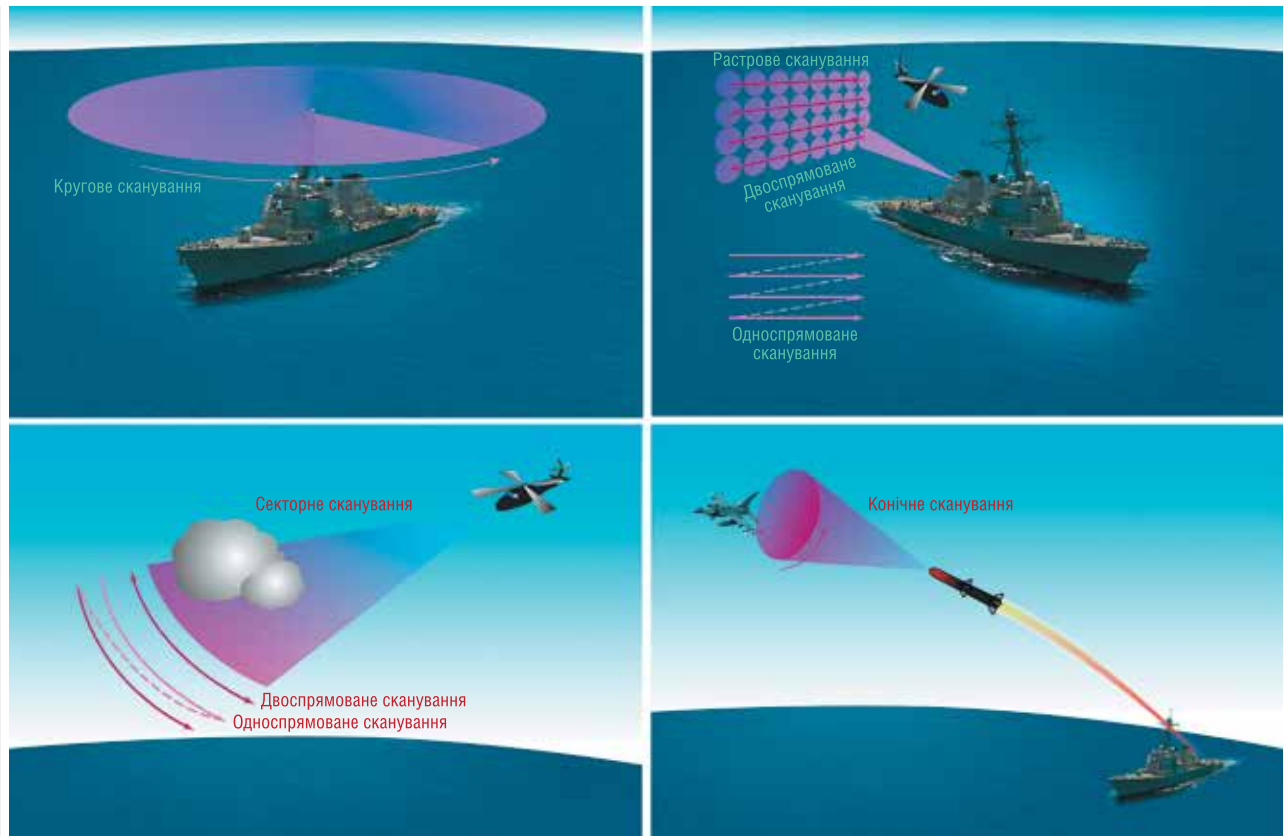 Кругове сканування
Растрове сканування
Двоспрямоване
сканування
Односпрямоване
сканування
Секторне сканування
Двоспрямоване сканування
Односпрямоване сканування
Конічне сканування